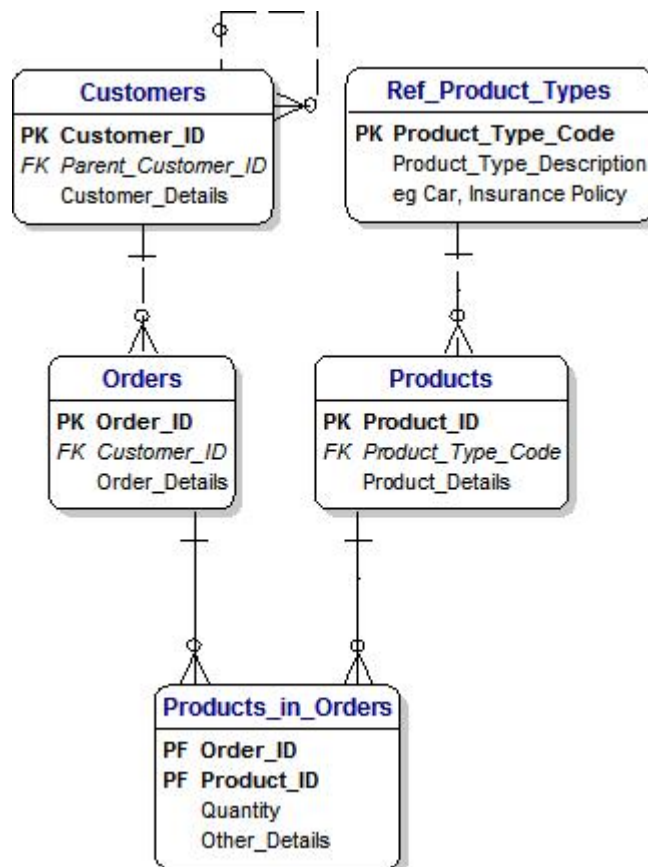 Customers
PK Customer_ID
FK Parent_Customer_ID
Customer_Details
Ref_Product_Types
PK Product_Type_Code
Product_Type_Description
eg Car, Insurance Policy
Orders
PK Order_ID
FK Customer_ID
Order_Details
Products
PK Product_ID
FK Product_Type_Code
Product_Details
Products_in_Orders
PF Order_ID
PF Product_ID
Quantity
Other_Details